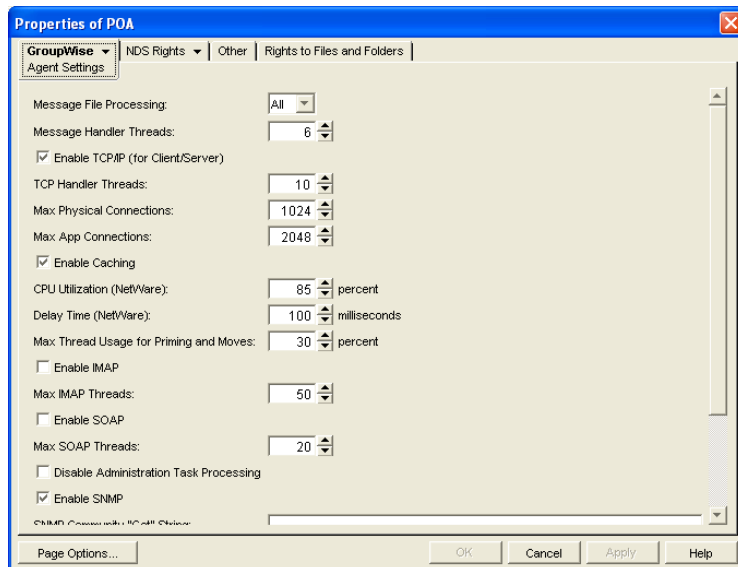 Properties of POA
GroupWise NDS Rights Other Rights to Files and Folders
Agent Settings
Message File Processing: All
Message Handler Threads: 6
Enable TCP/IP (for Client/Server)
TCP Handler Threads: 10
Max Physical Connections: 1024
Max App Connections: 2048
Enable Caching
CPU Utilization (NetWare): 85 percent
Delay Time (NetWare): 100 milliseconds
Max Thread Usage for Priming and Moves: 30 percent
Enable IMAP
Max IMAP Threads: 50
Enable SOAP
Max SOAP Threads: 20
Disable Administration Task Processing
Enable SNMP
SNMP Community "Get" String:
Page Options... OK Cancel Apply Help